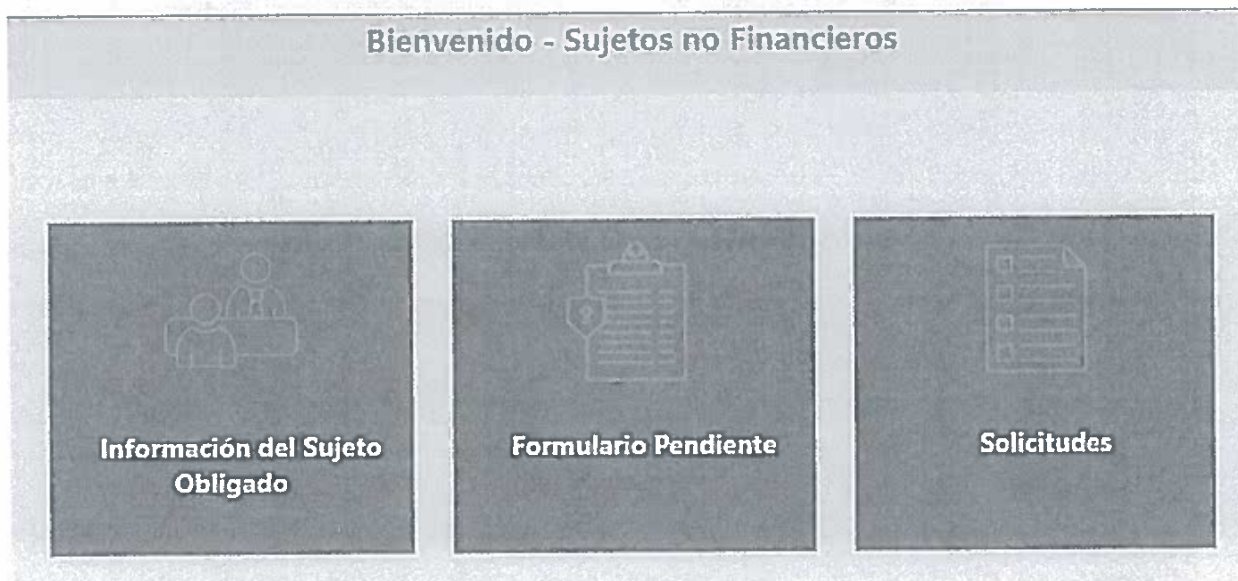 Bienvenido - Sujetos no Financieros
Información del Sujeto
Obligado
Formulario Pendiente
Solicitudes